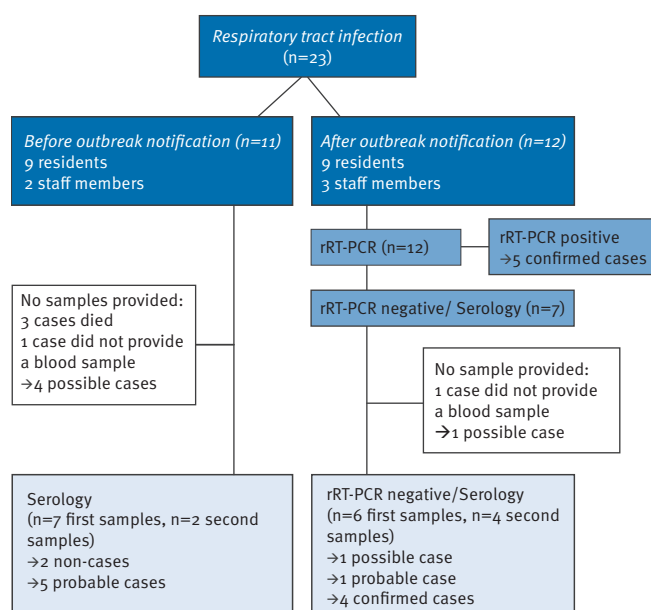 Respiratory tract infection
(n=23)
Before outbreak notification (n=11)
9 residents
2 staff members
After outbreak notification (n=12)
9 residents
3 staff members
rRT-PCR (n=12)
rRT-PCR positive
→5 confirmed cases
No samples provided:
3 cases died
1 case did not provide
a blood sample
→4 possible cases
rRT-PCR negative/ Serology (n=7)
No sample provided:
1 case did not provide
a blood sample
→1 possible case
Serology
(n=7 first samples, n=2 second
samples)
→2 non-cases
→5 probable cases
rRT-PCR negative/Serology
(n=6 first samples, n=4 second
samples)
→1 possible case
→1 probable case
→4 confirmed cases